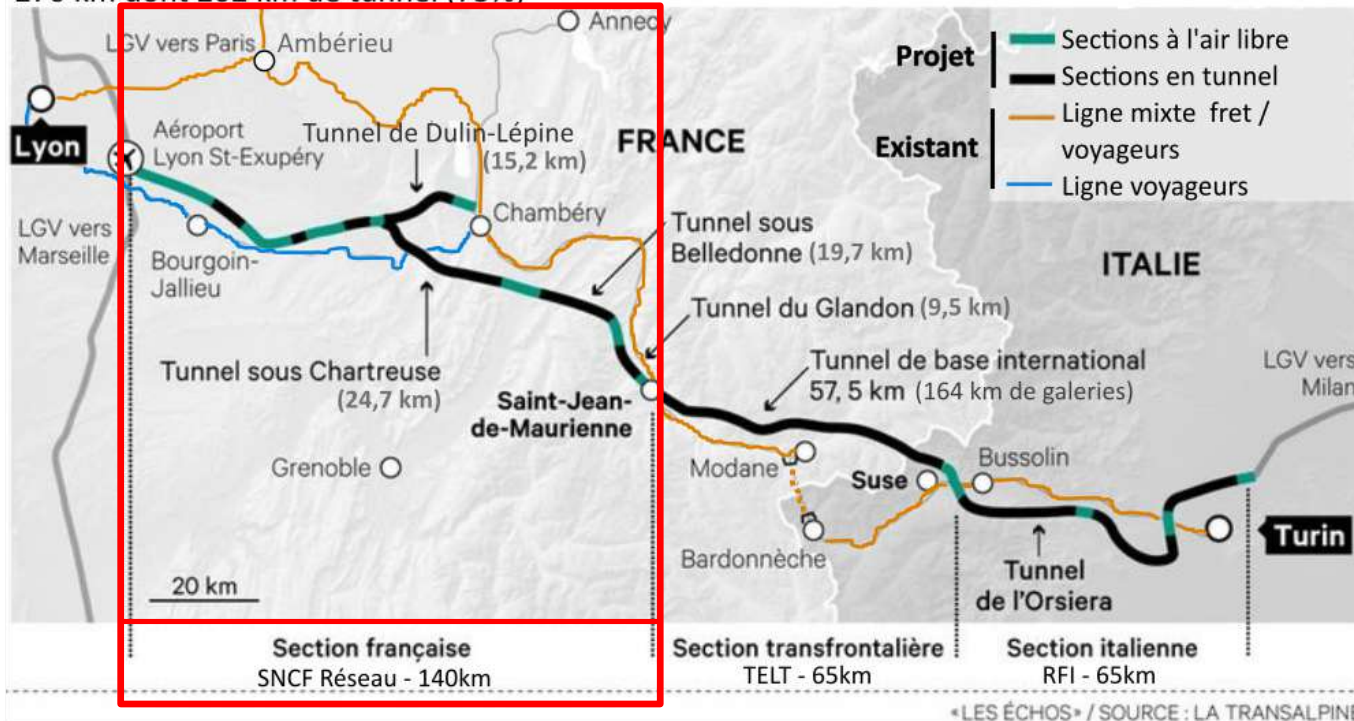 LGV vers Paris
Ambérieu
Annecy
Projet
Sections à l'air libre
Sections en tunnel
Existant
Ligne mixte fret /
voyageurs
Ligne voyageurs
Lyon
Aéroport
Lyon St-Exupéry
Tunnel de Dulin-Lépine
(15,2 km)
FRANCE
LGV vers
Marseille
Bourgoin-
Jallieu
Chambéry
Tunnel sous
Belledonne (19,7 km)
ITALIE
Tunnel du Glandon (9,5 km)
Tunnel sous Chartreuse
(24,7 km)
Saint-Jean-
de-Maurienne
Tunnel de base international
57, 5 km (164 km de galeries)
LGV vers
Milan
Grenoble
Modane
Suse
Bussolin
Bardonnèche
Turin
Tunnel
de l'Orsiera
20 km
Section française
SNCF Réseau - 140km
Section transfrontalière
TELT - 65km
Section italienne
RFI - 65km
«LES ÉCHOS» / SOURCE : LA TRANSALPINE